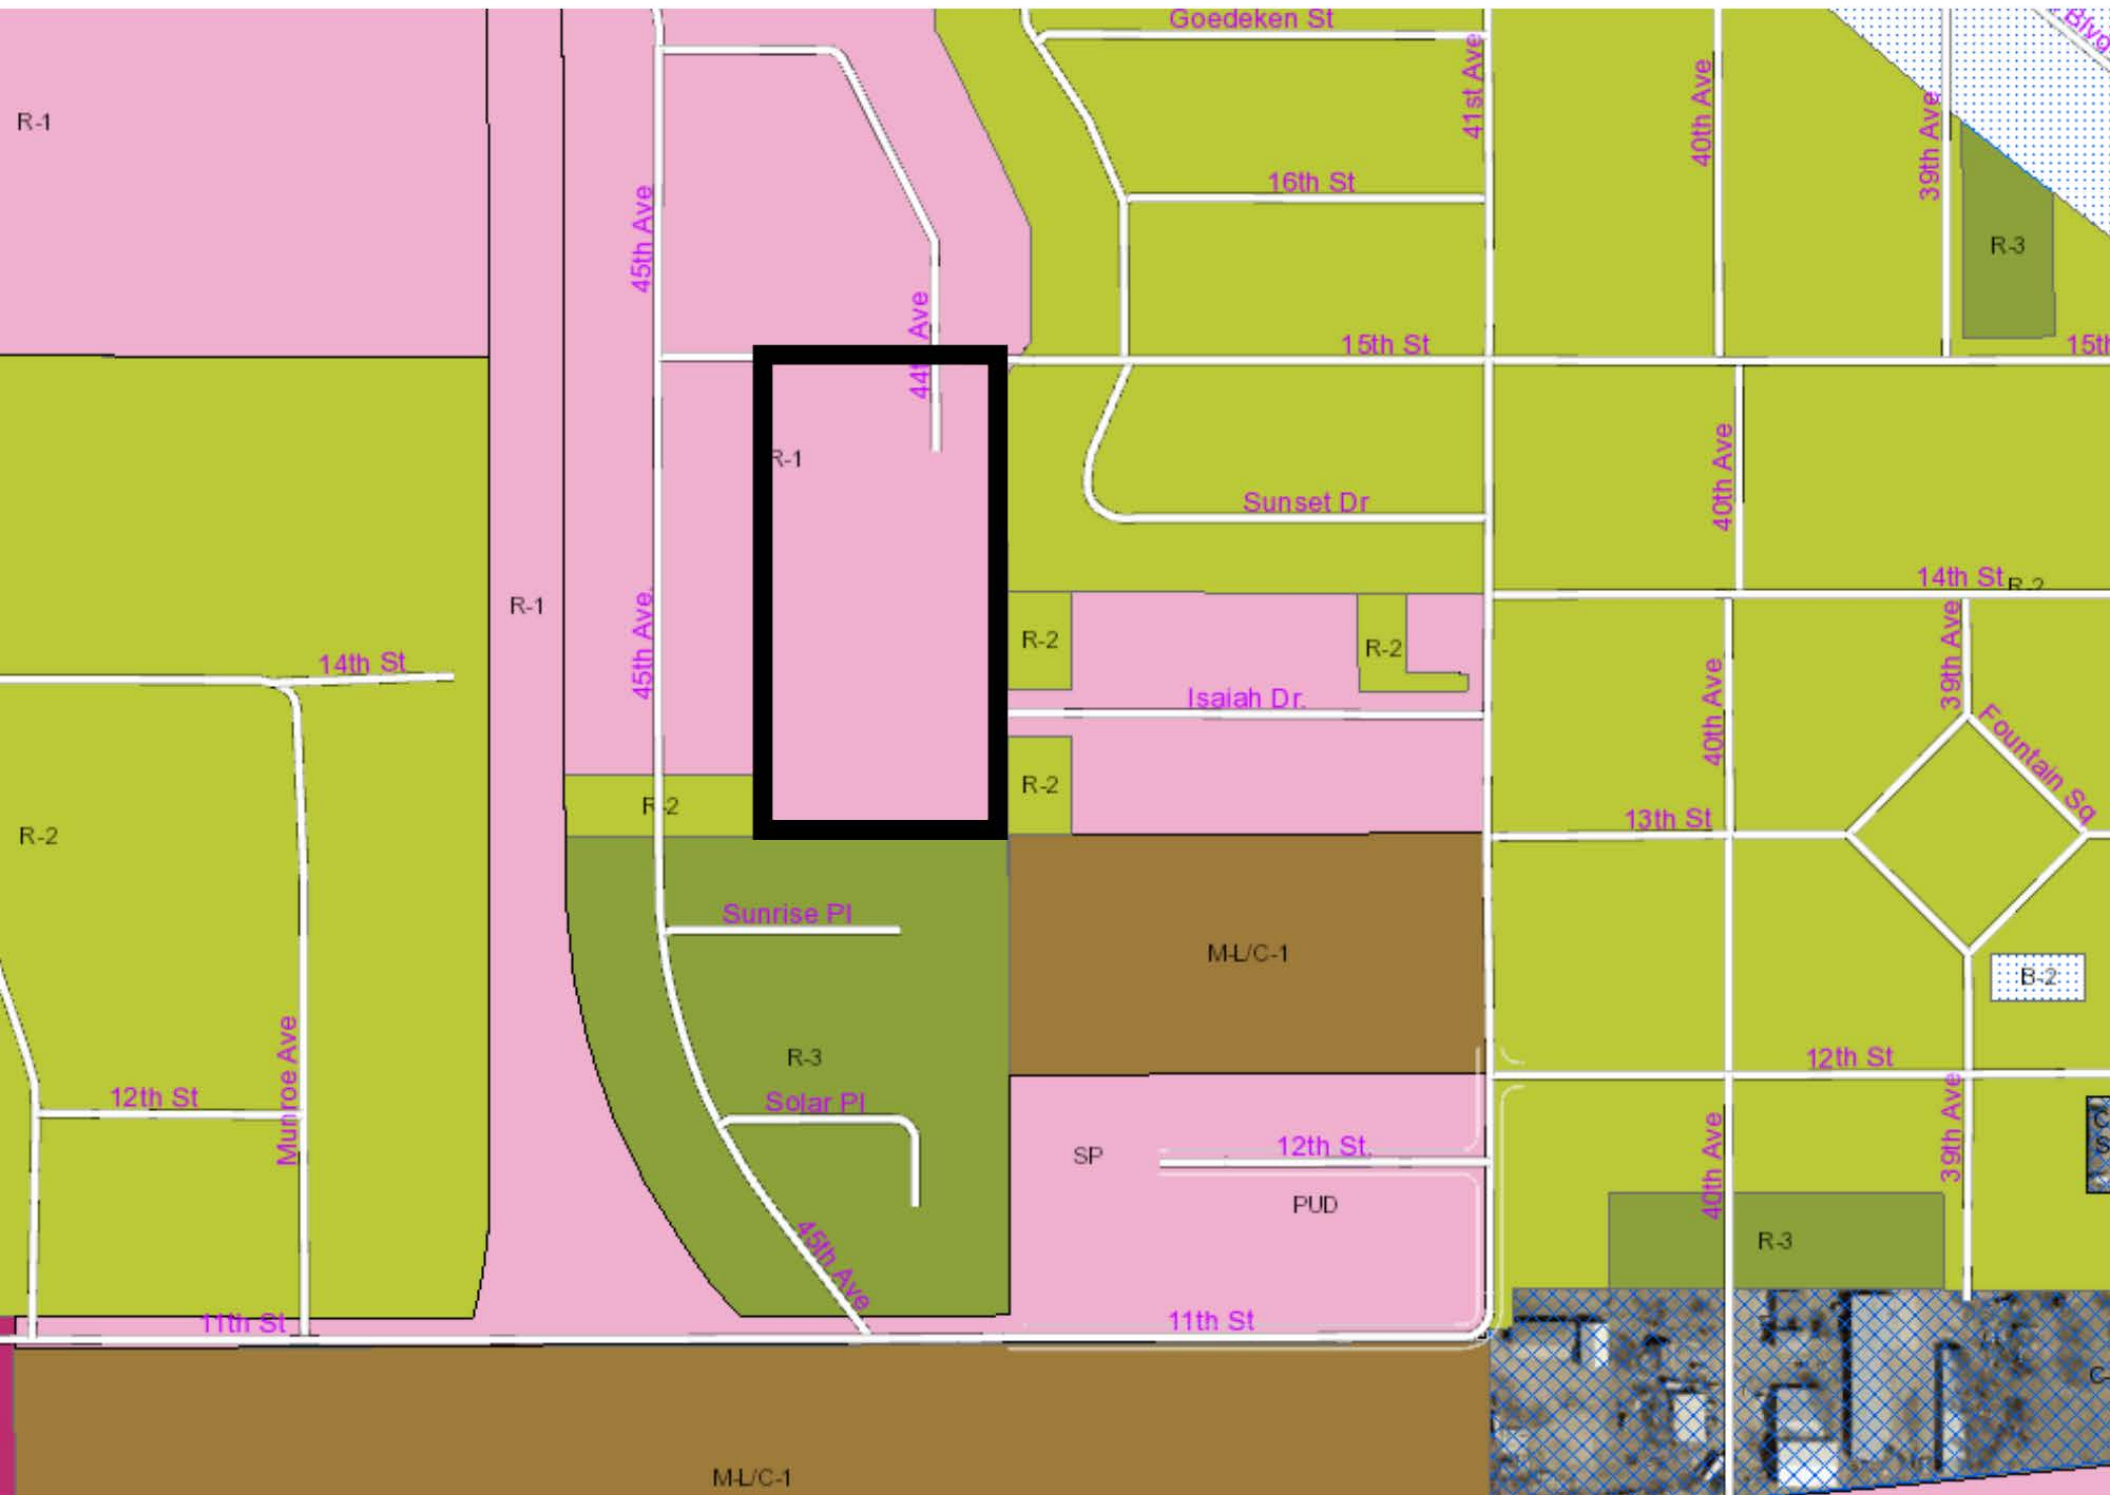 Goedeken St
Blvd
R-1
41st Ave
40th Ave
39th Ave
16th St
45th Ave
R-3
44th Ave
15th St
15th
44th Ave
R-1
40th Ave
Sunset Dr
14th St
R-2
R-1
45th Ave.
R-2
R-2
39th Ave
14th St
40th Ave
Isaiah Dr.
Fountain Sq
R-2
R-2
R-2
13th St
Sunrise Pl
M-L/C-1
B-2
Munroe Ave
R-3
12th St
12th St
Solar Pl
40th Ave
39th Ave
C-
S
SP
12th St.
PUD
R-3
45th Ave
11th St
11th St
C-
M-L/C-1